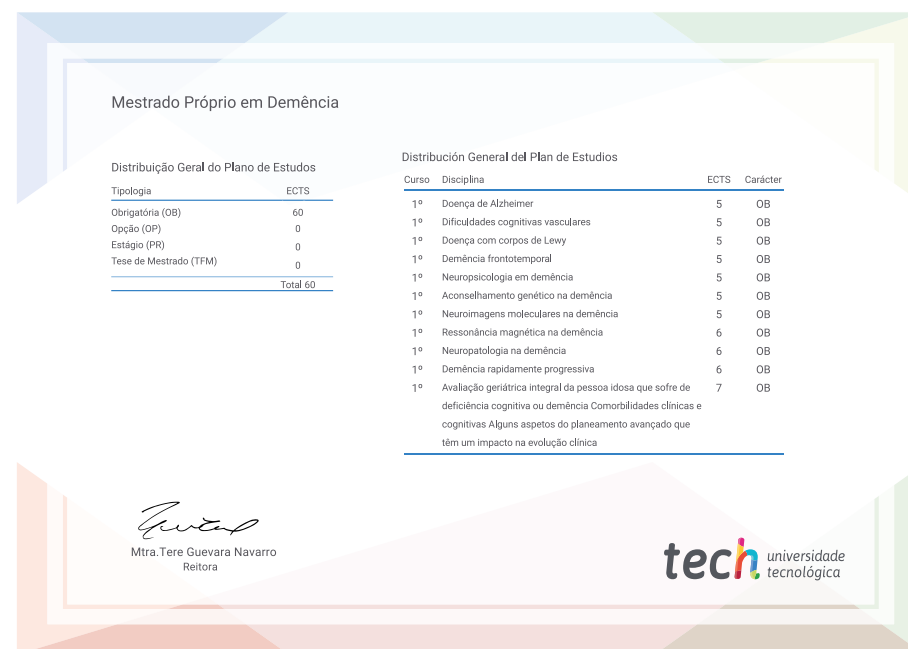 Mestrado Próprio em Demência
Distribuição Geral do Plano de Estudos
Tipologia ECTS
Obrigatória (OB) 60
Opção (OP) 0
Estágio (PR) 0
Tese de Mestrado (TFM) 0
Total 60
Distribución General del Plan de Estudios
Curso Disciplina ECTS Carácter
1º Doença de Alzheimer 5 OB
1º Dificuldades cognitivas vasculares 5 OB
1º Doença com corpos de Lewy 5 OB
1º Demência frontotemporal 5 OB
1º Neuropsicologia em demência 5 OB
1º Aconselhamento genético na demência 5 OB
1º Neuroimagens moleculares na demência 5 OB
1º Ressonância magnética na demência 6 OB
1º Neuropatologia na demência 6 OB
1º Demência rapidamente progressiva 6 OB
1º Avaliação geriátrica integral da pessoa idosa que sofre de 7 OB
deficiência cognitiva ou demência Comorbilidades clínicas e
cognitivas Alguns aspetos do planeamento avançado que
têm um impacto na evolução clínica
Mtra.Tere Guevara Navarro
Reitora
tech universidade
tecnológica